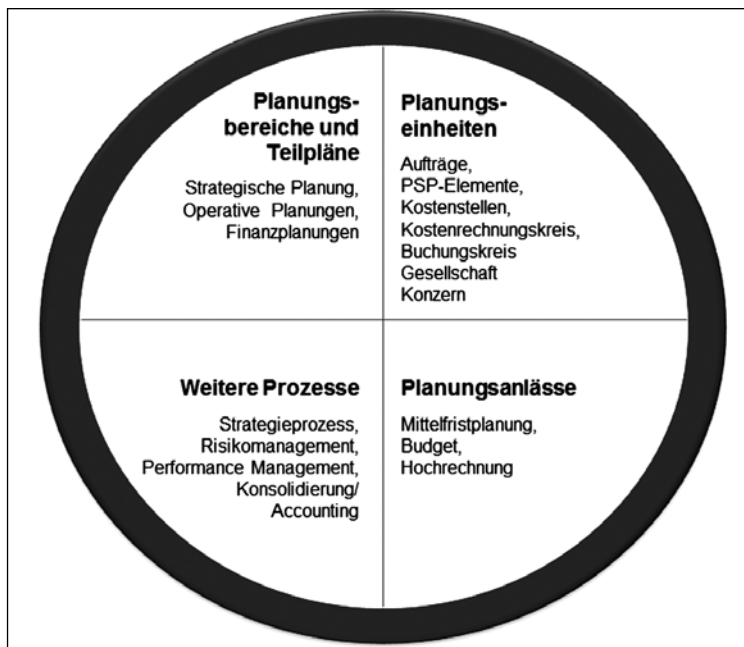 Planungs-
bereiche und
Teilpläne
Strategische Planung,
Operative Planungen,
Finanzplanungen
Planungs-
einheiten
Aufträge,
PSP-Elemente,
Kostenstellen,
Kostenrechnungskreis,
Buchungskreis
Gesellschaft
Konzern
Weitere Prozesse
Strategieprozess,
Risikomanagement,
Performance Management,
Konsolidierung/
Accounting
Planungsanlässe
Mittelfristplanung,
Budget,
Hochrechnung